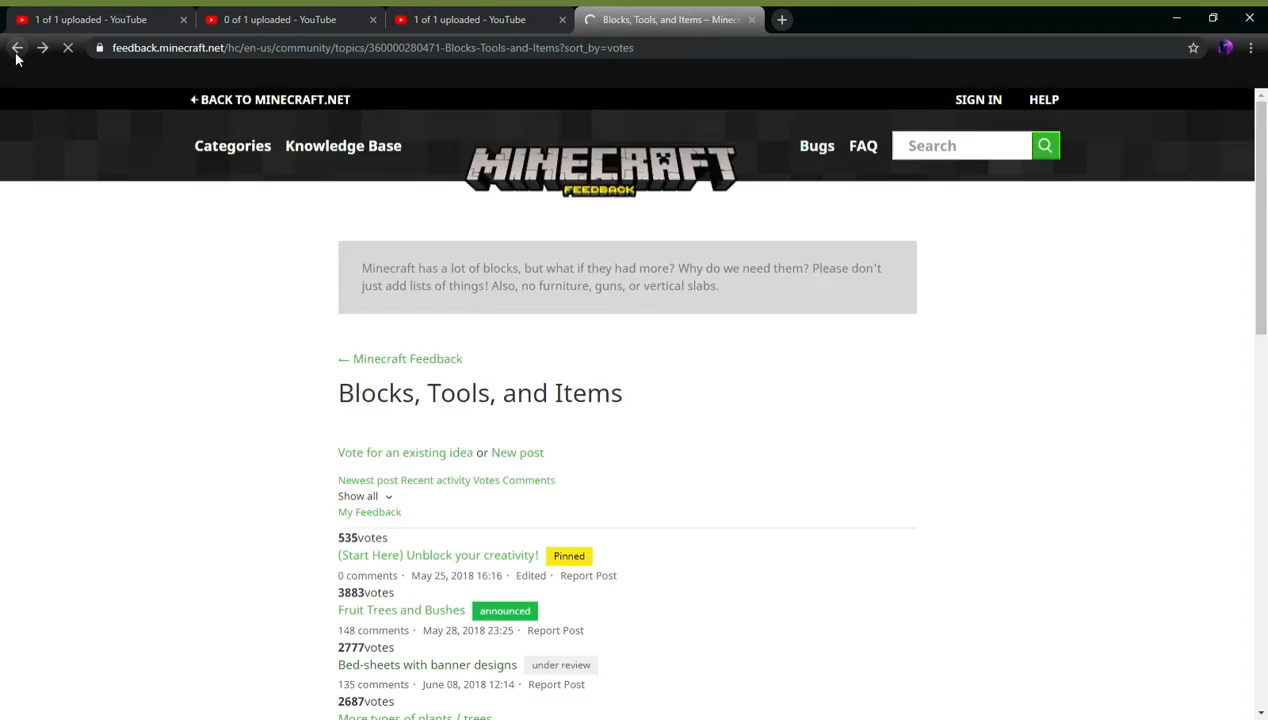 1 of 1 uploaded - YouTube
0 of 1 uploaded - YouTube
1 of 1 uploaded - YouTube
Blocks, Tools, and Items – Minec
feedback.minecraft.net/hc/en-us/community/topics/360000280471-Blocks-Tools-and-Items?sort_by=votes
BACK TO MINECRAFT.NET
SIGN IN HELP
Categories Knowledge Base
MINECRAFT
FEEDBACK
Bugs FAQ Search
Minecraft has a lot of blocks, but what if they had more? Why do we need them? Please don't
just add lists of things! Also, no furniture, guns, or vertical slabs.
← Minecraft Feedback
Blocks, Tools, and Items
Vote for an existing idea or New post
Newest post Recent activity Votes Comments
Show all
My Feedback
535votes
(Start Here) Unblock your creativity! Pinned
0 comments · May 25, 2018 16:16 · Edited · Report Post
3883votes
Fruit Trees and Bushes announced
148 comments · May 28, 2018 23:25 · Report Post
2777votes
Bed-sheets with banner designs under review
135 comments · June 08, 2018 12:14 · Report Post
2687votes
More types of plants / trees